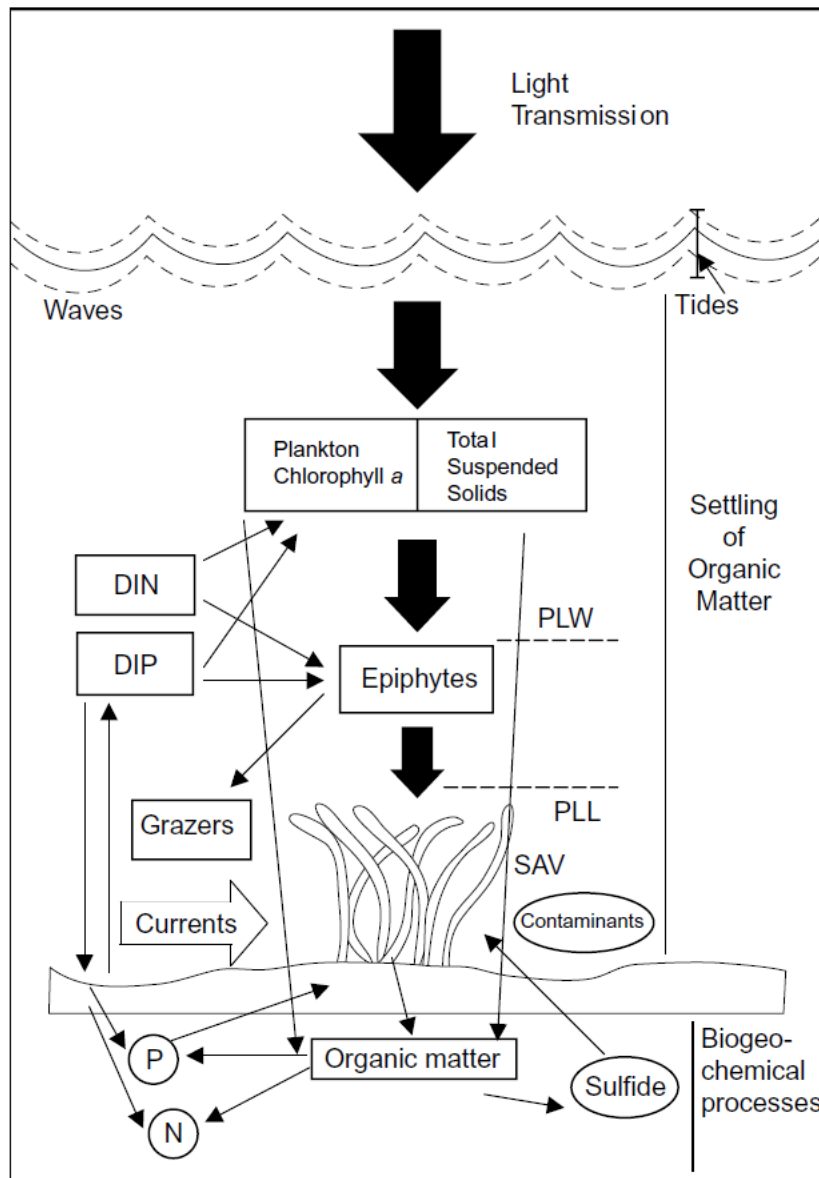 Light
Transmission
Waves
Tides
Plankton
Chlorophyll a
Total
Suspended
Solids
Settling
of
Organic
Matter
DIN
DIP
PLW
Epiphytes
PLL
Grazers
SAV
Currents
Contaminants
P
Organic matter
Sulfide
N
Biogeo-
chemical
processes